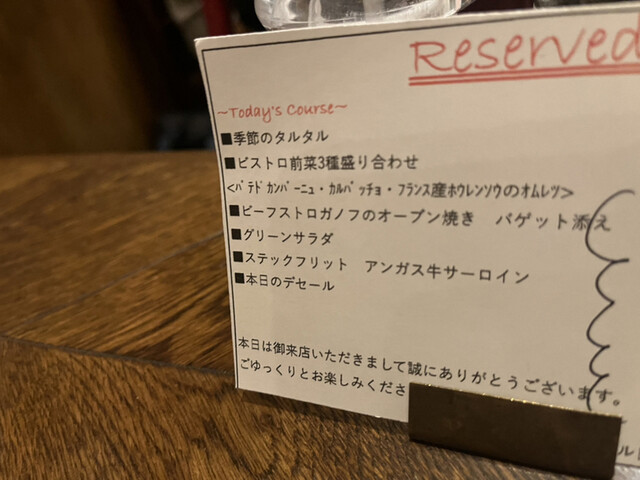 Reserved
~Today's Course~
■季節のタルタル
■ビストロ前菜3種盛り合わせ
<ﾊﾟﾃﾄﾞｶﾝﾊﾟｰﾆｭ・ｶﾙﾊﾟｯﾁｮ・ﾌﾗﾝｽ産ﾎｳﾚﾝｿｳのｵﾑﾚﾂ>
■ビーフストロガノフのオーブン焼き　バゲット添え
■グリーンサラダ
■ステックフリット　アンガス牛サーロイン
■本日のデセール
本日は御来店いただきまして誠にありがとうございます。
ごゆっくりとお楽しみくださ